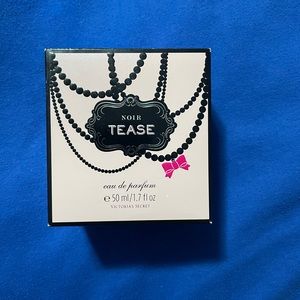 NOIR
TEASE
eau de parfum
℮ 50 ml/1.7 fl oz
VICTORIA'S SECRET